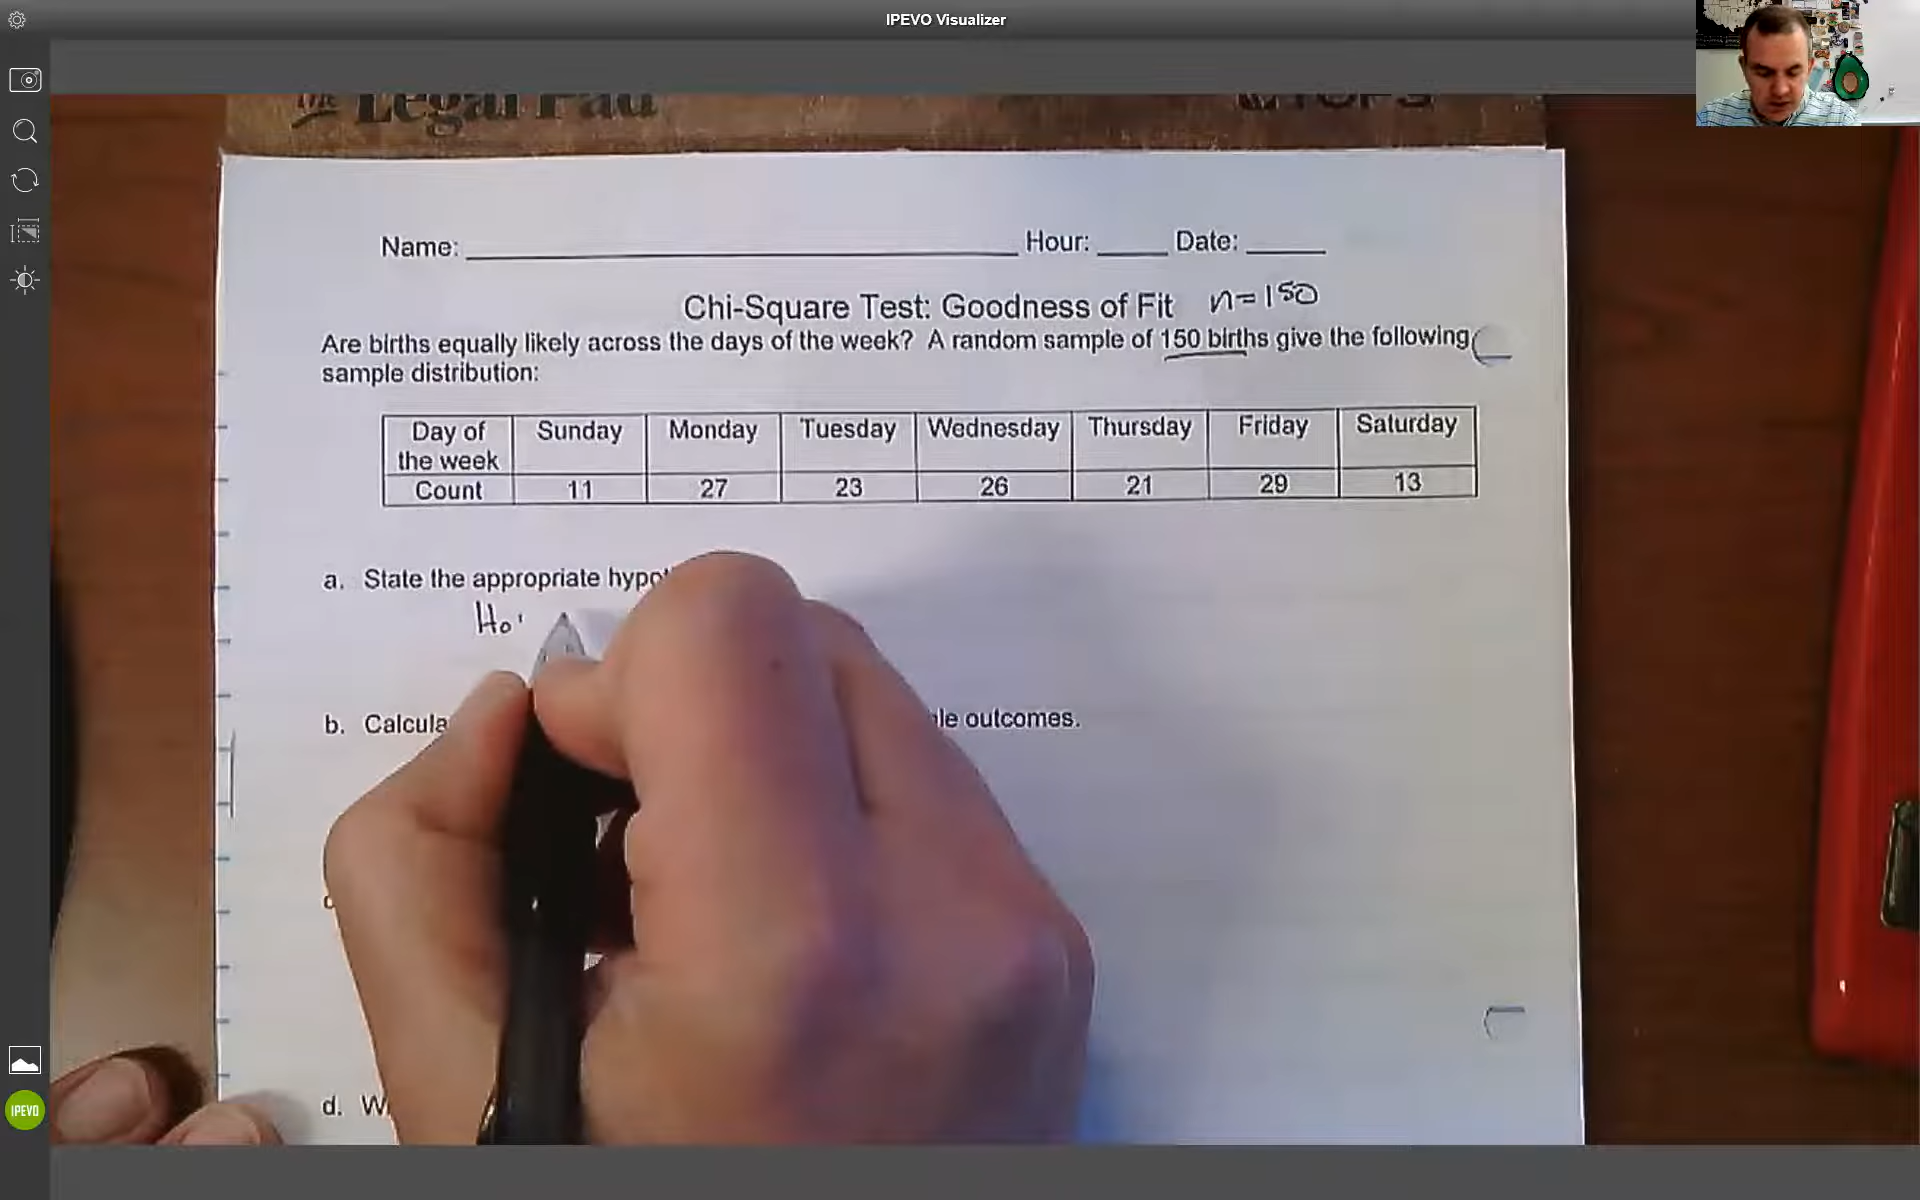 IPEVO Visualizer
the Legal Pad TOPS
Name: Hour: Date:
Chi-Square Test: Goodness of Fit n=150
Are births equally likely across the days of the week? A random sample of 150 births give the following
sample distribution:
Day of the week Sunday Monday Tuesday Wednesday Thursday Friday Saturday
Count 11 27 23 26 21 29 13
a. State the appropriate
Ho:
b. outcomes.
d.
IPEVO